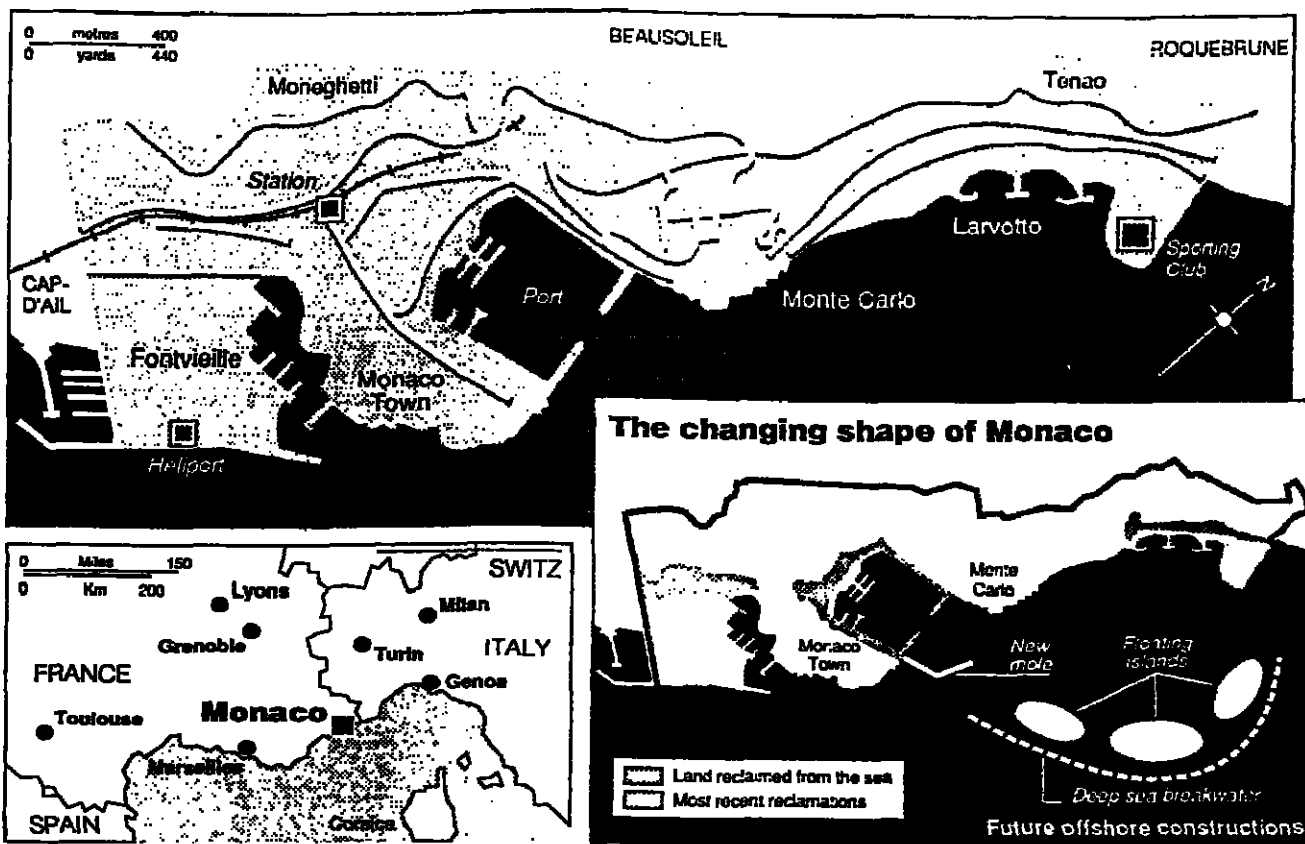 0 metres 400
0 yards 440
BEAUSOLEIL
ROQUEBRUNE
Moneghetti
Tenao
Station
Larvotto
Sporting
Club
CAP-
D'AIL
Port
Monte Carlo
N
Fontvieille
Monaco
Town
Heliport
The changing shape of Monaco
Monte
Carlo
Monaco
Town
New
mole
Floating
islands
Land reclaimed from the sea
Most recent reclamations
Deep sea breakwater
Future offshore constructions
0 Miles 150
0 Km 200
SWITZ
Lyons
Milan
Grenoble
Turin
ITALY
FRANCE
Genoa
Toulouse
Monaco
Marseilles
Corsica
SPAIN